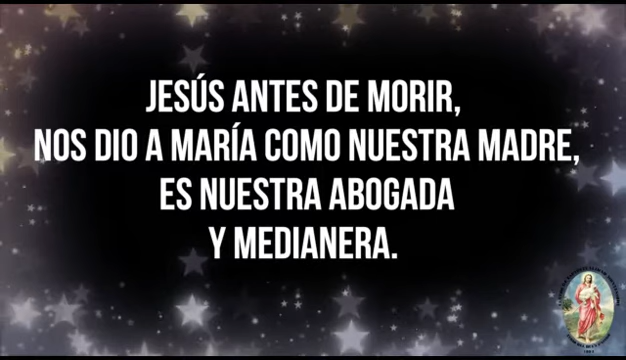 JESÚS ANTES DE MORIR,
NOS DIO A MARÍA COMO NUESTRA MADRE,
ES NUESTRA ABOGADA
Y MEDIANERA.